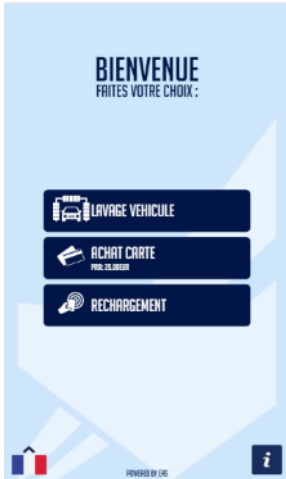 BIENVENUE
FAITES VOTRE CHOIX :
LAVAGE VEHICULE
ACHAT CARTE
RECHARGEMENT
i
POWERED BY